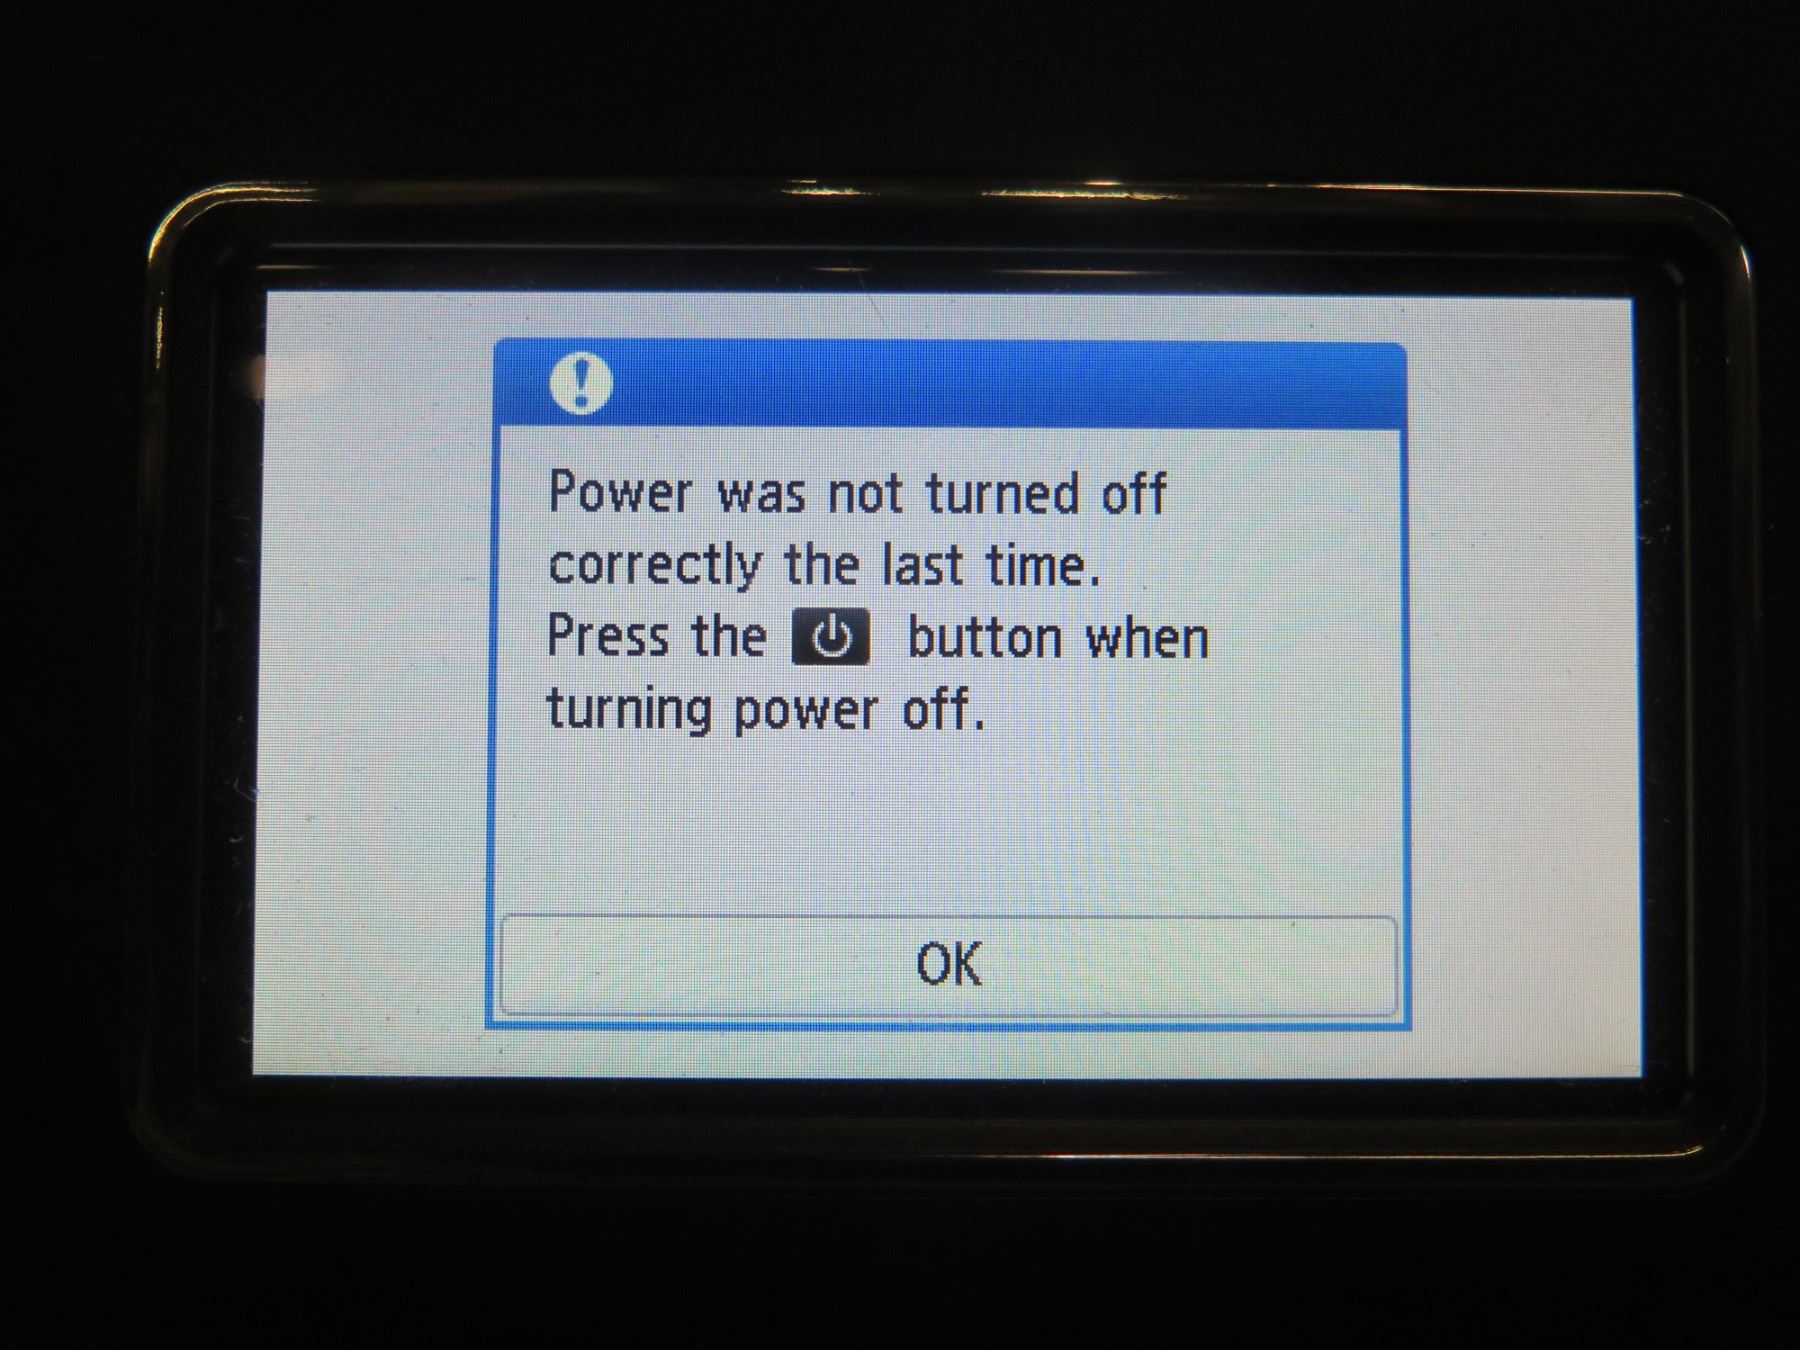 Power was not turned off
correctly the last time.
Press the button when
turning power off.
OK